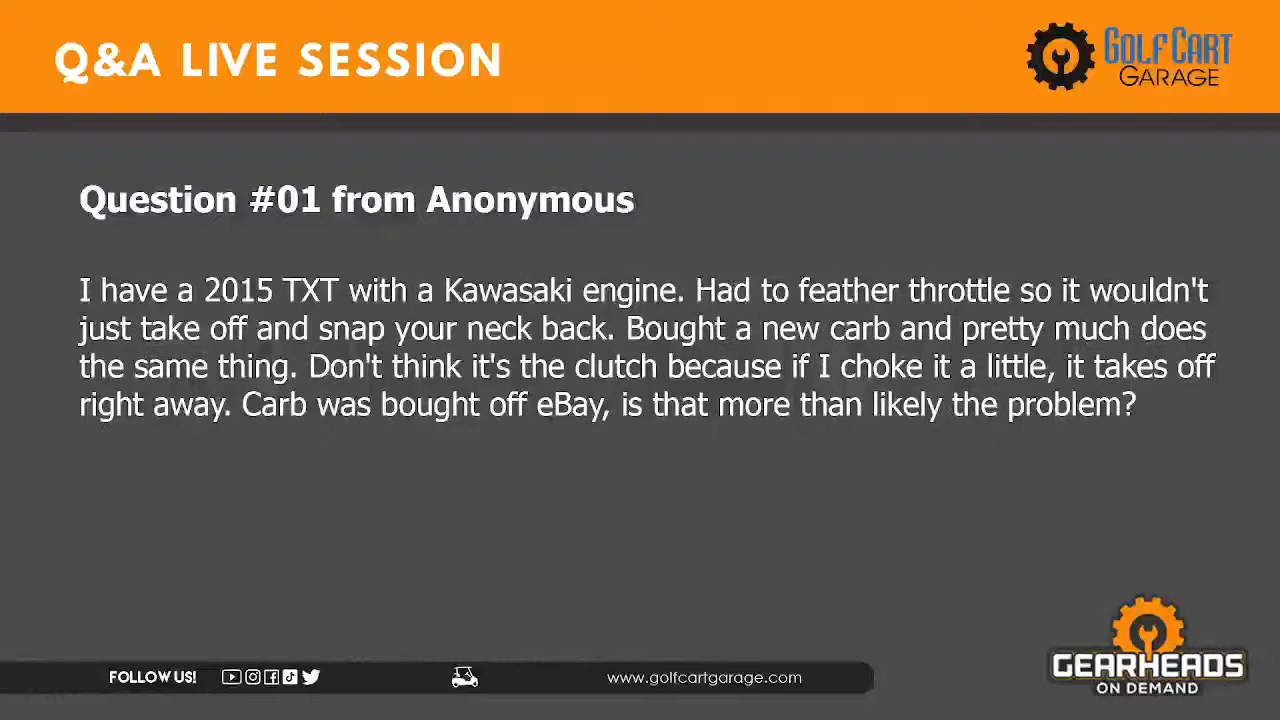 Q&A LIVE SESSION
GOLF CART
GARAGE
Question #01 from Anonymous
I have a 2015 TXT with a Kawasaki engine. Had to feather throttle so it wouldn't
just take off and snap your neck back. Bought a new carb and pretty much does
the same thing. Don't think it's the clutch because if I choke it a little, it takes off
right away. Carb was bought off eBay, is that more than likely the problem?
GEARHEADS
ON DEMAND
FOLLOW US!
www.golfcartgarage.com